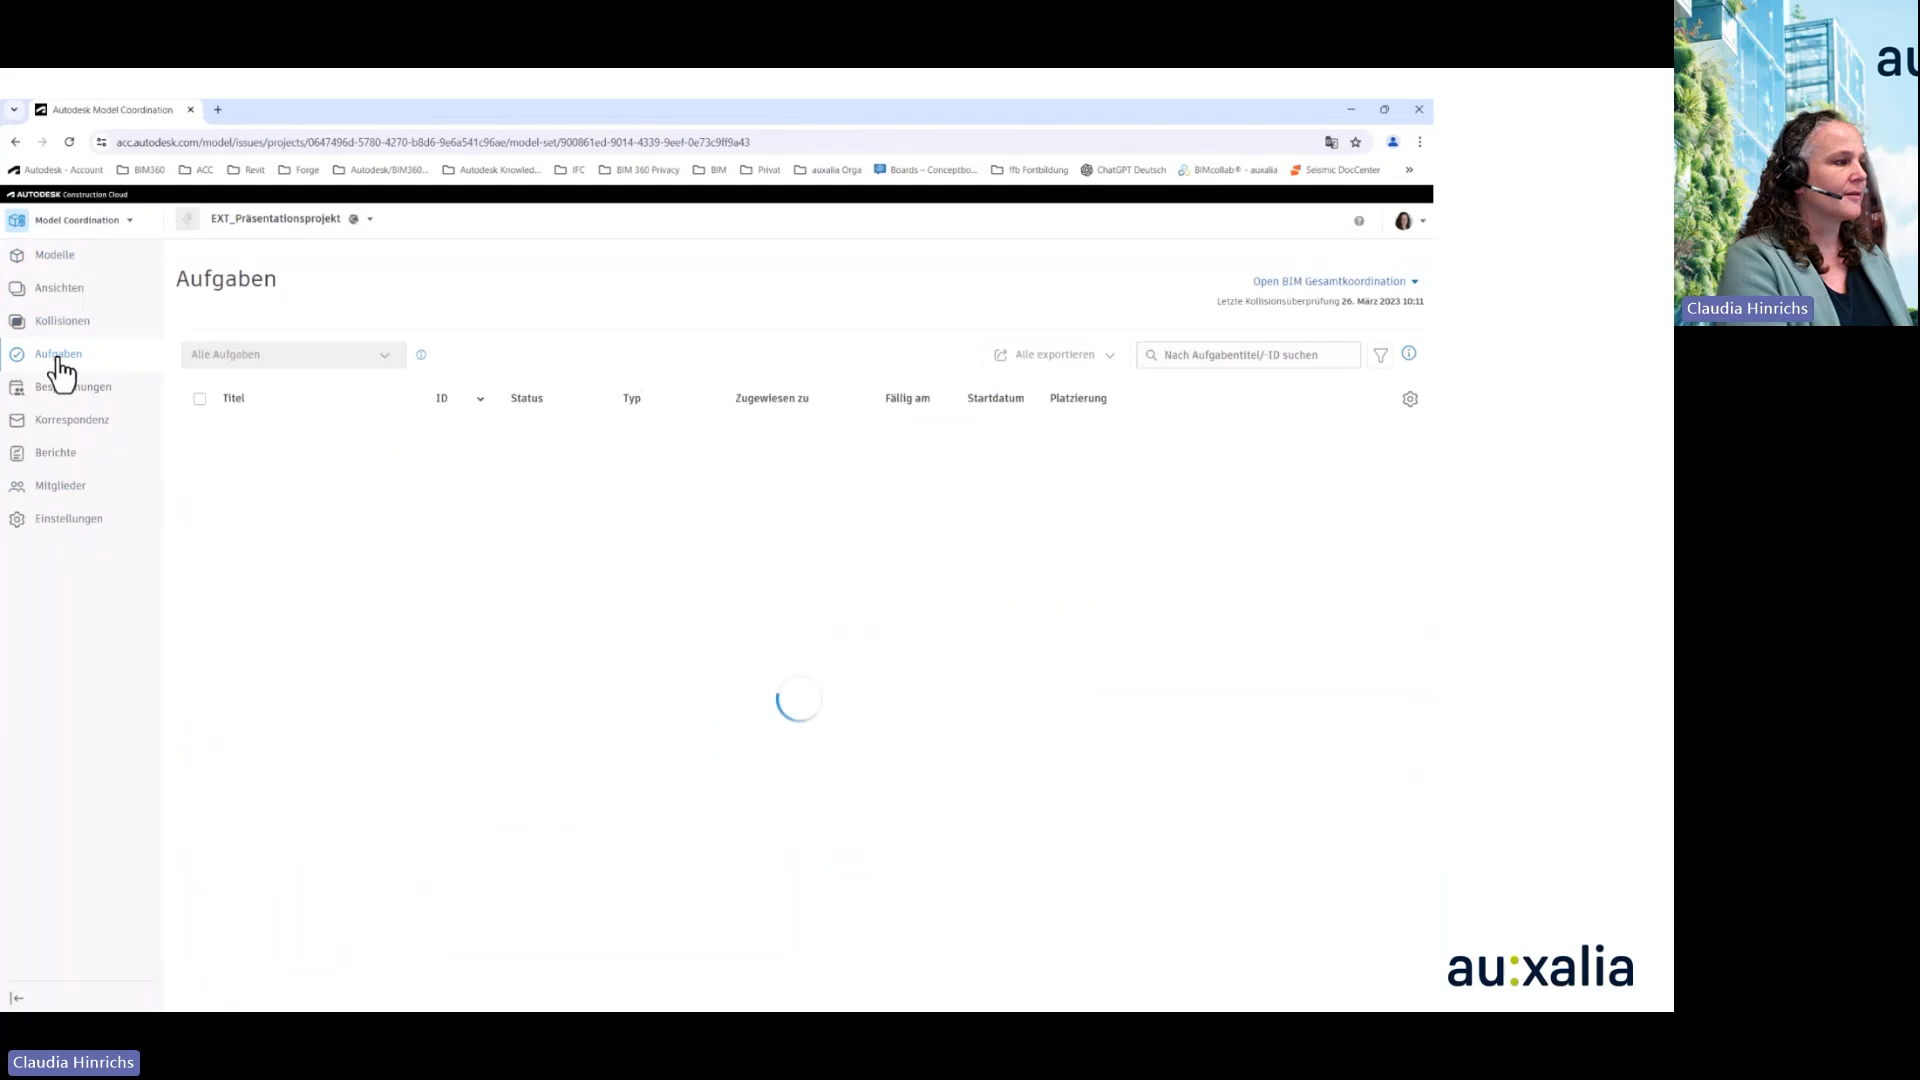 Autodesk Model Coordination
acc.autodesk.com/model/issues/projects/0647496d-5780-4270-b8d6-9e6a541c96ae/model-set/900861ed-9014-4339-9eef-0e73c9ff9a43
Autodesk - Account BIM360 ACC Revit Forge Autodesk/BIM360... Autodesk Knowled... IFC BIM 360 Privacy BIM Privat auxalia Orga Boards – Conceptbo... ffb Fortbildung ChatGPT Deutsch BIMcollab® - auxalia Seismic DocCenter »
AUTODESK Construction Cloud
Model Coordination EXT_Präsentationsprojekt
Modelle
Ansichten
Kollisionen
Aufgaben
Korrespondenz
Berichte
Mitglieder
Einstellungen
Aufgaben
Open BIM Gesamtkoordination
Letzte Kollisionsüberprüfung 26. März 2023 10:11
Alle Aufgaben Alle exportieren Nach Aufgabentitel/-ID suchen
Titel ID Status Typ Zugewiesen zu Fällig am Startdatum Platzierung
au:xalia
au
Claudia Hinrichs
Claudia Hinrichs